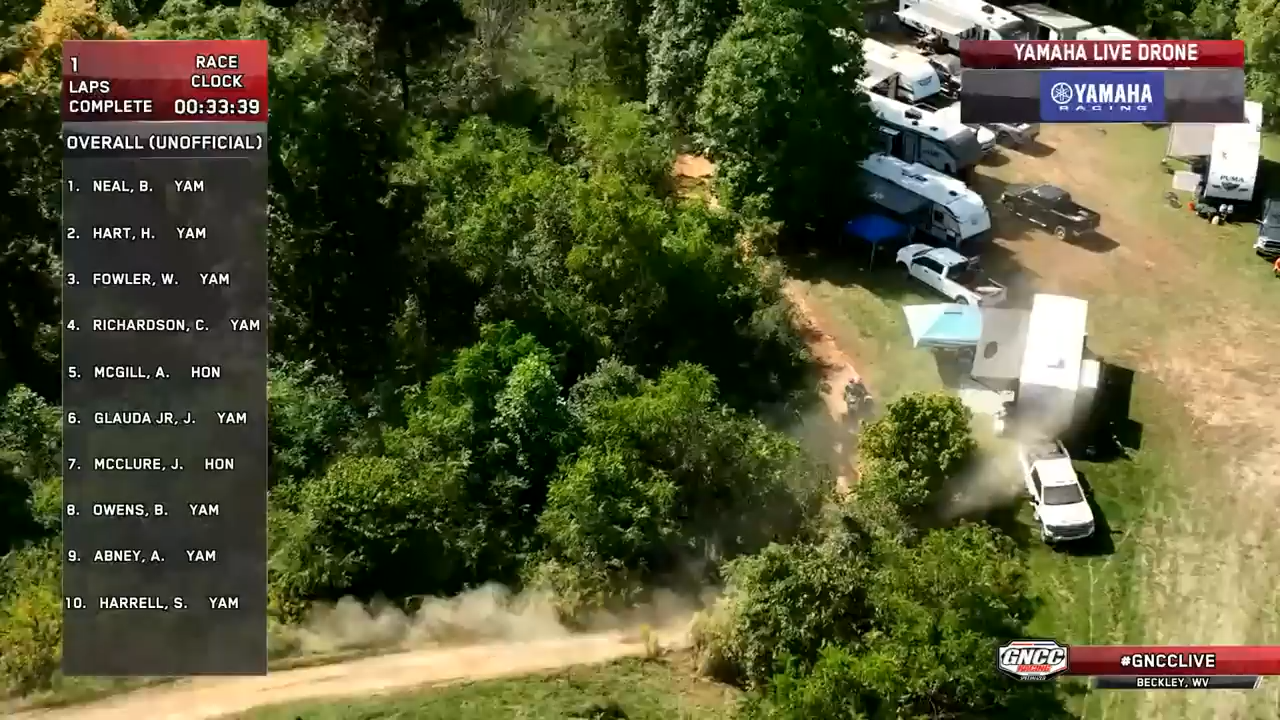 1
LAPS
COMPLETE
RACE
CLOCK
00:33:39
OVERALL (UNOFFICIAL)
1. NEAL, B. YAM
2. HART, H. YAM
3. FOWLER, W. YAM
4. RICHARDSON, C. YAM
5. MCGILL, A. HON
6. GLAUDA JR, J. YAM
7. MCCLURE, J. HON
8. OWENS, B. YAM
9. ABNEY, A. YAM
10. HARRELL, S. YAM
YAMAHA LIVE DRONE
YAMAHA
RACING
PUMA
GNCC
RACING
#GNCCLIVE
BECKLEY, WV